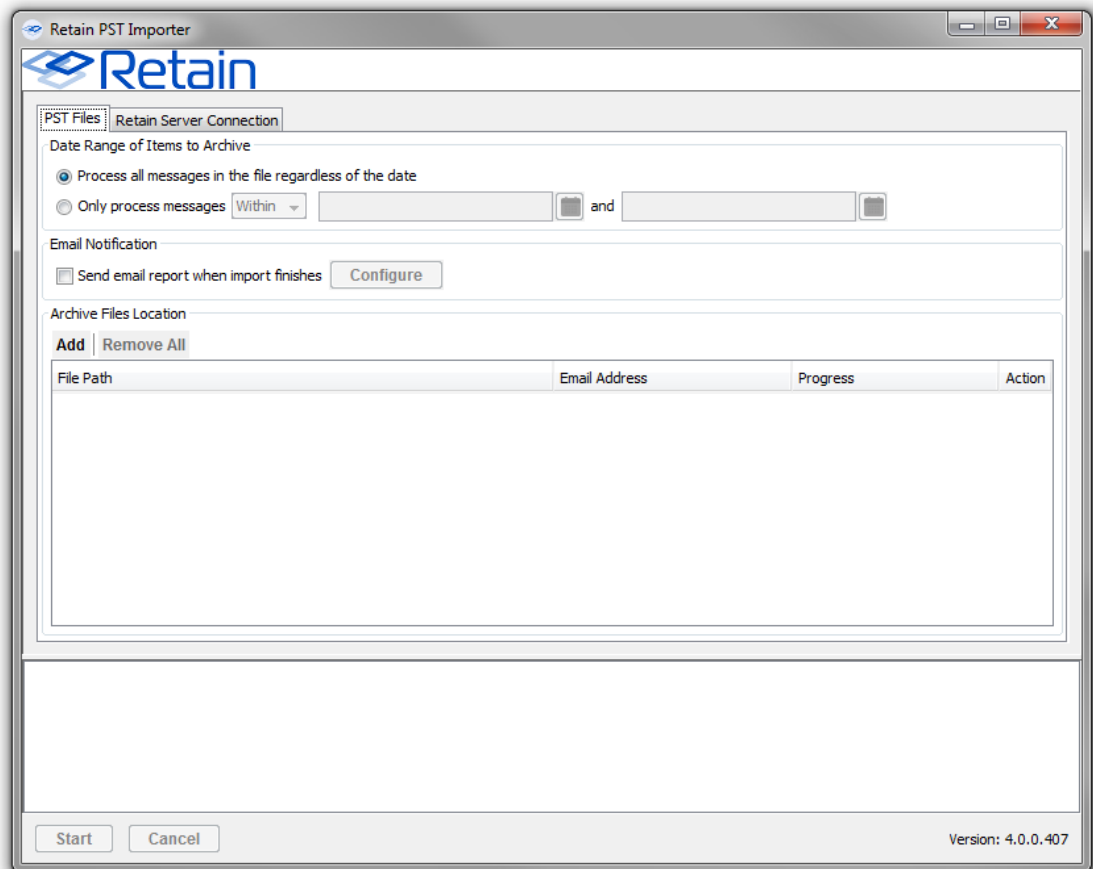 Retain PST Importer
Retain
PST Files Retain Server Connection
Date Range of Items to Archive
Process all messages in the file regardless of the date
Only process messages Within and
Email Notification
Send email report when import finishes Configure
Archive Files Location
Add Remove All
File Path Email Address Progress Action
Start Cancel Version: 4.0.0.407